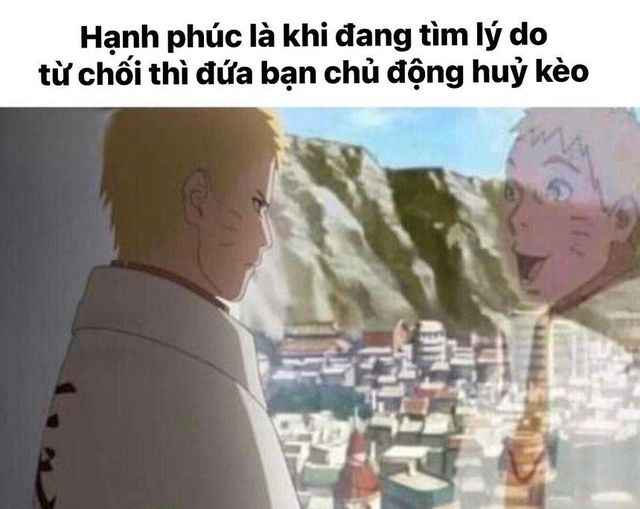 Hạnh phúc là khi đang tìm lý do
từ chối thì đứa bạn chủ động huỷ kèo